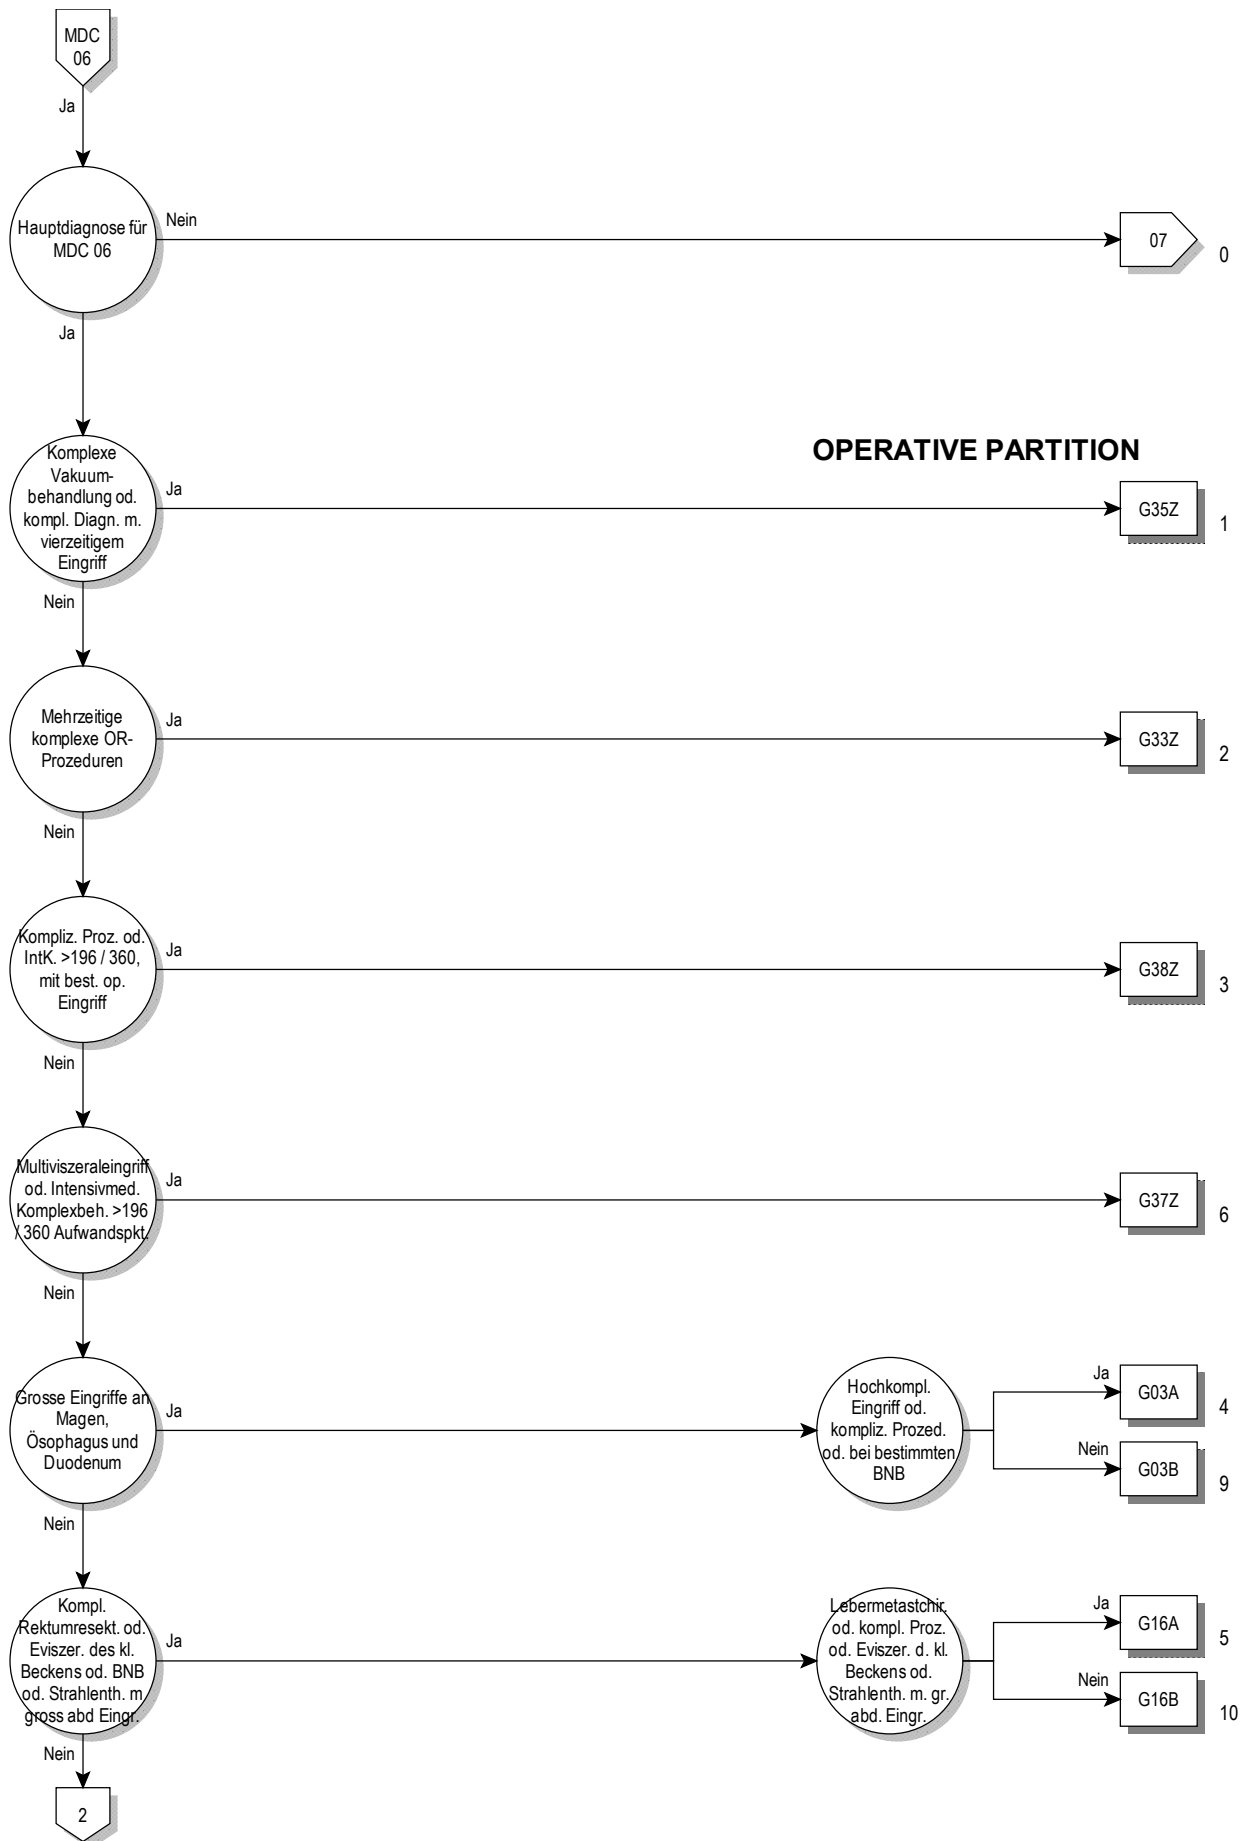 MDC
06
Ja
Hauptdiagnose für
MDC 06
Nein
07
0
Ja
OPERATIVE PARTITION
Komplexe
Vakuum-
behandlung od.
kompl. Diagn. m.
vierzeitigem
Eingriff
Ja
G35Z
1
Nein
Mehrzeitige
komplexe OR-
Prozeduren
Ja
G33Z
2
Nein
Kompliz. Proz. od.
IntK. >196 / 360,
mit best. op.
Eingriff
Ja
G38Z
3
Nein
Multiviszeraleingriff
od. Intensivmed.
Komplexbeh. >196
/ 360 Aufwandspkt.
Ja
G37Z
6
Nein
Grosse Eingriffe an
Magen,
Ösophagus und
Duodenum
Ja
Hochkompl.
Eingriff od.
kompliz. Prozed.
od. bei bestimmten
BNB
Ja
G03A
4
Nein
G03B
9
Nein
Kompl.
Rektumresekt. od.
Eviszer. des kl.
Beckens od. BNB
od. Strahlenth. m
gross abd Eingr.
Ja
Lebermetastchir.
od. kompl. Proz.
od. Eviszer. d. kl.
Beckens od.
Strahlenth. m. gr.
abd. Eingr.
Ja
G16A
5
Nein
G16B
10
Nein
2